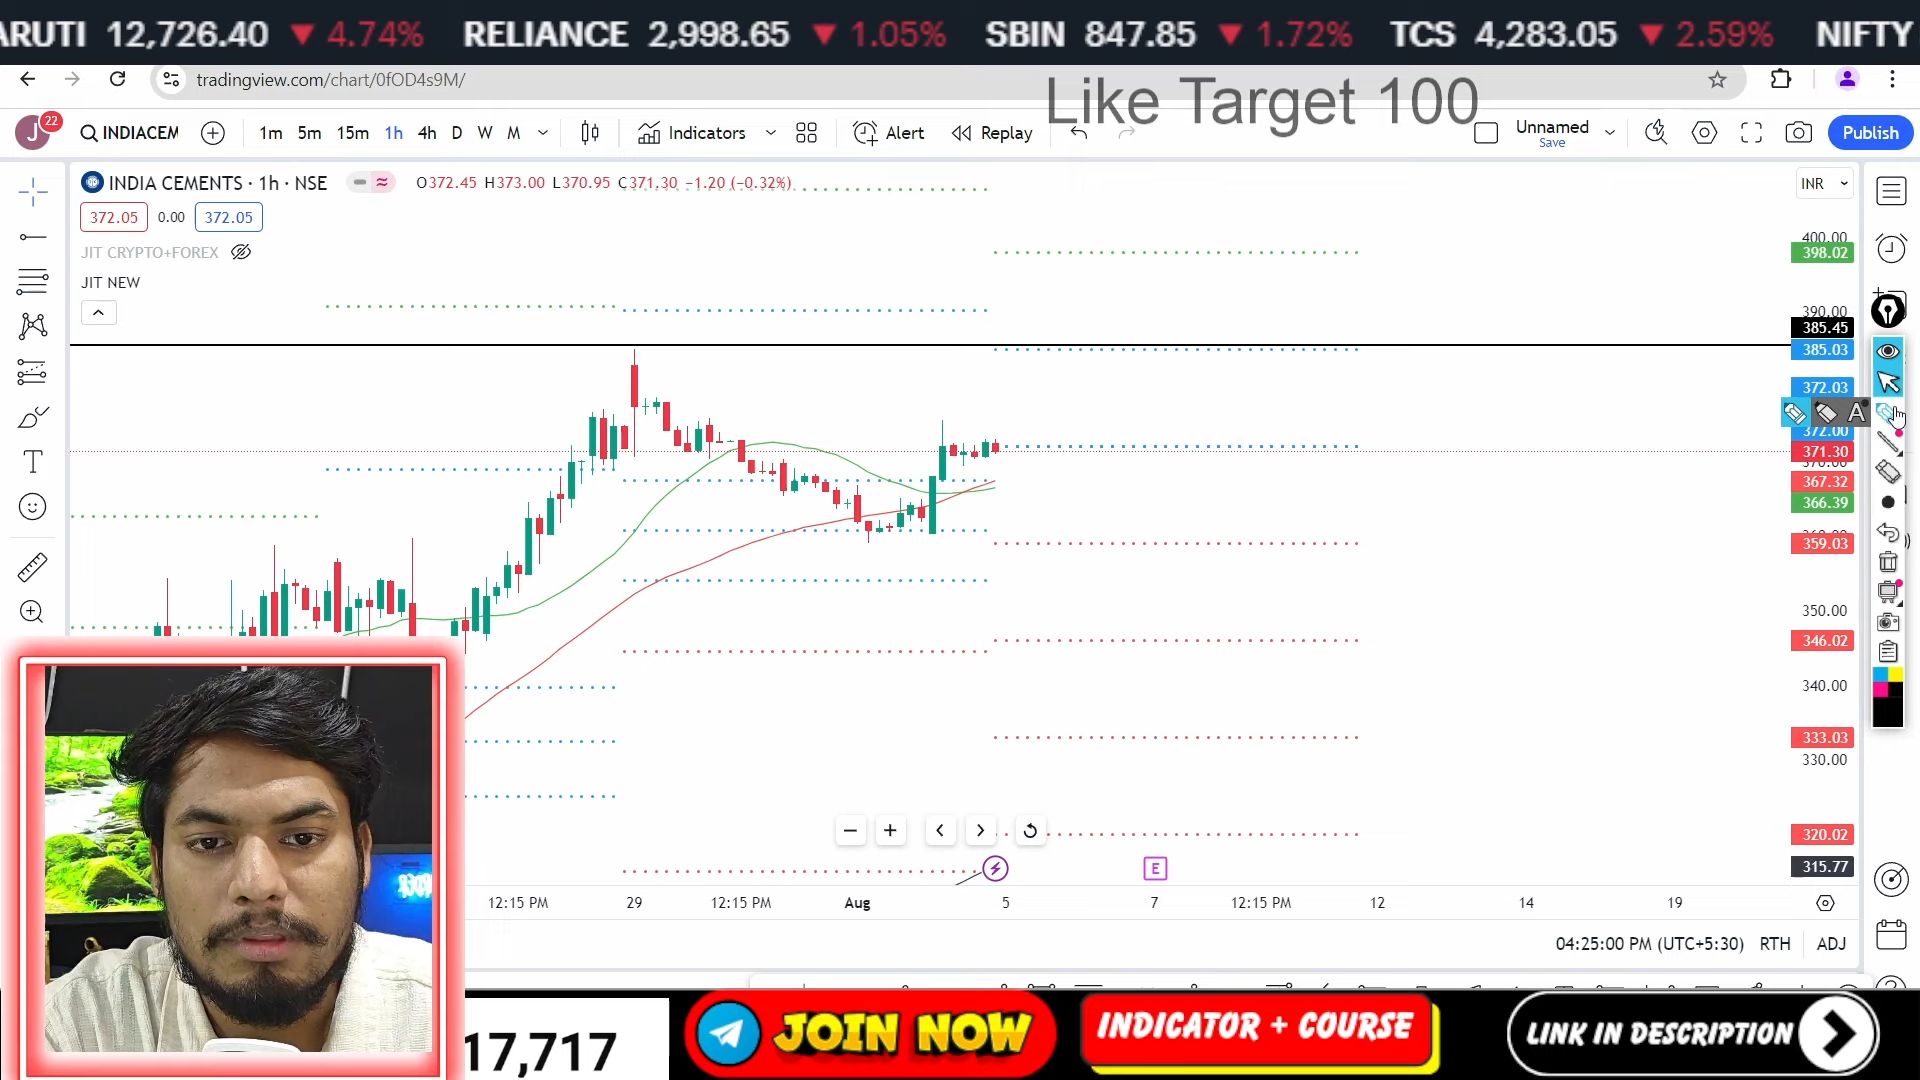 ARUTI 12,726.40 ▼ 4.74% RELIANCE 2,998.65 ▼ 1.05% SBIN 847.85 ▼ 1.72% TCS 4,283.05 ▼ 2.59% NIFTY
tradingview.com/chart/0fOD4s9M/
Like Target 100
J 22 INDIACEM 1m 5m 15m 1h 4h D W M Indicators Alert Replay Unnamed Save Publish
INDIA CEMENTS · 1h · NSE O372.45 H373.00 L370.95 C371.30 −1.20 (−0.32%) INR
372.05 0.00 372.05
JIT CRYPTO+FOREX
JIT NEW
400.00
398.02
390.00
385.45
385.03
372.03
A
372.00
371.30
370.00
367.32
366.39
360.00
359.03
350.00
346.02
340.00
333.03
330.00
320.02
315.77
E
12:15 PM 29 12:15 PM Aug 5 7 12:15 PM 12 14 19
04:25:00 PM (UTC+5:30) RTH ADJ
17,717
JOIN NOW
INDICATOR + COURSE
LINK IN DESCRIPTION